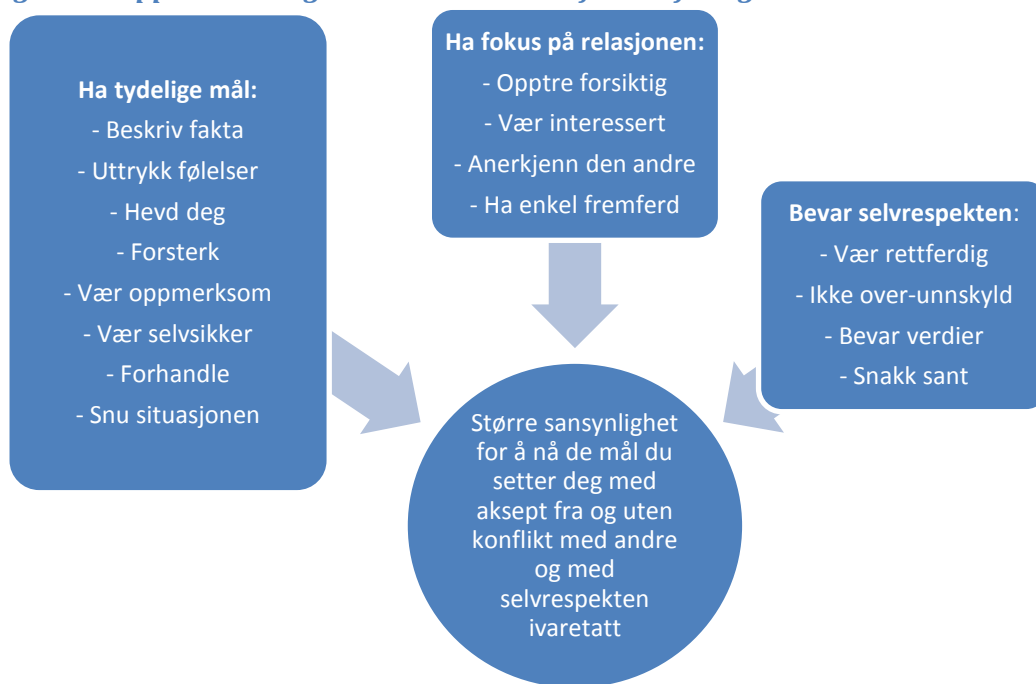 Ha tydelige mål:
- Beskriv fakta
- Uttrykk følelser
- Hevd deg
- Forsterk
- Vær oppmerksom
- Vær selvsikker
- Forhandle
- Snu situasjonen
Ha fokus på relasjonen:
- Opptre forsiktig
- Vær interessert
- Anerkjenn den andre
- Ha enkel fremferd
Bevar selvrespekten:
- Vær rettferdig
- Ikke over-unnskyld
- Bevar verdier
- Snakk sant
Større sansynlighet
for å nå de mål du
setter deg med
aksept fra og uten
konflikt med andre
og med
selvrespekten
ivaretatt